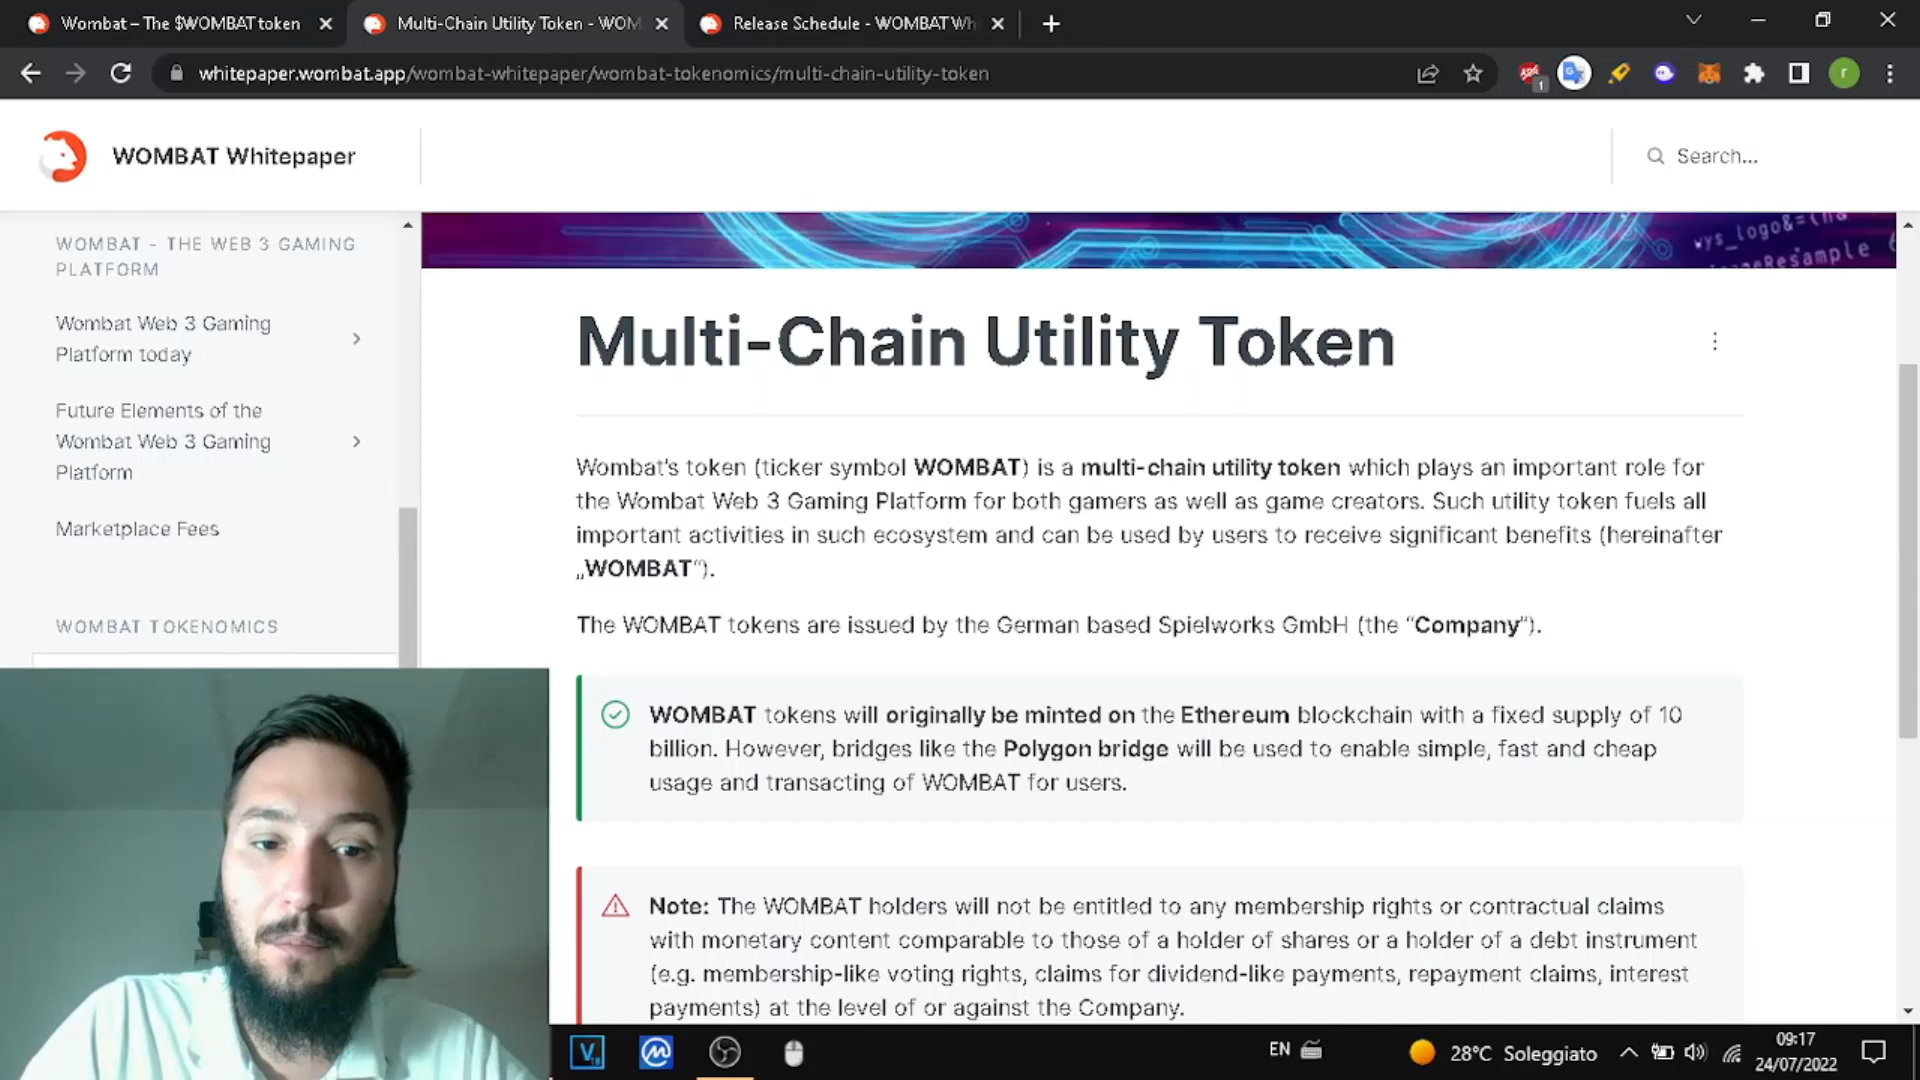 Wombat – The $WOMBAT token
Multi-Chain Utility Token - WOM
Release Schedule - WOMBAT Wh
whitepaper.wombat.app/wombat-whitepaper/wombat-tokenomics/multi-chain-utility-token
1
r
WOMBAT Whitepaper
Search...
WOMBAT - THE WEB 3 GAMING
PLATFORM
Wombat Web 3 Gaming
Platform today
Future Elements of the
Wombat Web 3 Gaming
Platform
Marketplace Fees
WOMBAT TOKENOMICS
Multi-Chain Utility Token
Wombat's token (ticker symbol WOMBAT) is a multi-chain utility token which plays an important role for
the Wombat Web 3 Gaming Platform for both gamers as well as game creators. Such utility token fuels all
important activities in such ecosystem and can be used by users to receive significant benefits (hereinafter
„WOMBAT“).
The WOMBAT tokens are issued by the German based Spielworks GmbH (the “Company”).
WOMBAT tokens will originally be minted on the Ethereum blockchain with a fixed supply of 10
billion. However, bridges like the Polygon bridge will be used to enable simple, fast and cheap
usage and transacting of WOMBAT for users.
Note: The WOMBAT holders will not be entitled to any membership rights or contractual claims
with monetary content comparable to those of a holder of shares or a holder of a debt instrument
(e.g. membership-like voting rights, claims for dividend-like payments, repayment claims, interest
payments) at the level of or against the Company.
EN
28°C Soleggiato
09:17
24/07/2022